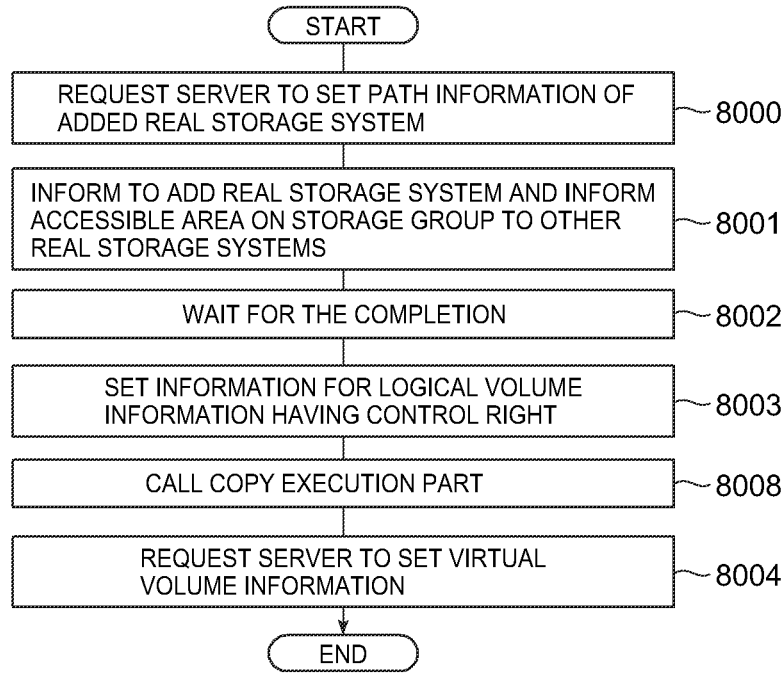 START
REQUEST SERVER TO SET PATH INFORMATION OF
ADDED REAL STORAGE SYSTEM
8000
INFORM TO ADD REAL STORAGE SYSTEM AND INFORM
ACCESSIBLE AREA ON STORAGE GROUP TO OTHER
REAL STORAGE SYSTEMS
8001
WAIT FOR THE COMPLETION
8002
SET INFORMATION FOR LOGICAL VOLUME
INFORMATION HAVING CONTROL RIGHT
8003
CALL COPY EXECUTION PART
8008
REQUEST SERVER TO SET VIRTUAL
VOLUME INFORMATION
8004
END